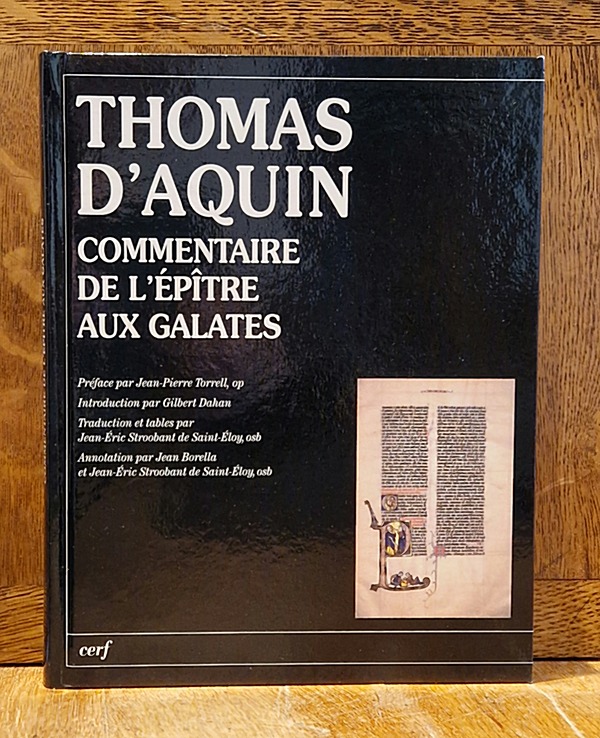 THOMAS
D'AQUIN
COMMENTAIRE
DE L'ÉPÎTRE
AUX GALATES
Préface par Jean-Pierre Torrell, op
Introduction par Gilbert Dahan
Traduction et tables par
Jean-Éric Stroobant de Saint-Éloy, osb
Annotation par Jean Borella
et Jean-Éric Stroobant de Saint-Éloy, osb
cerf